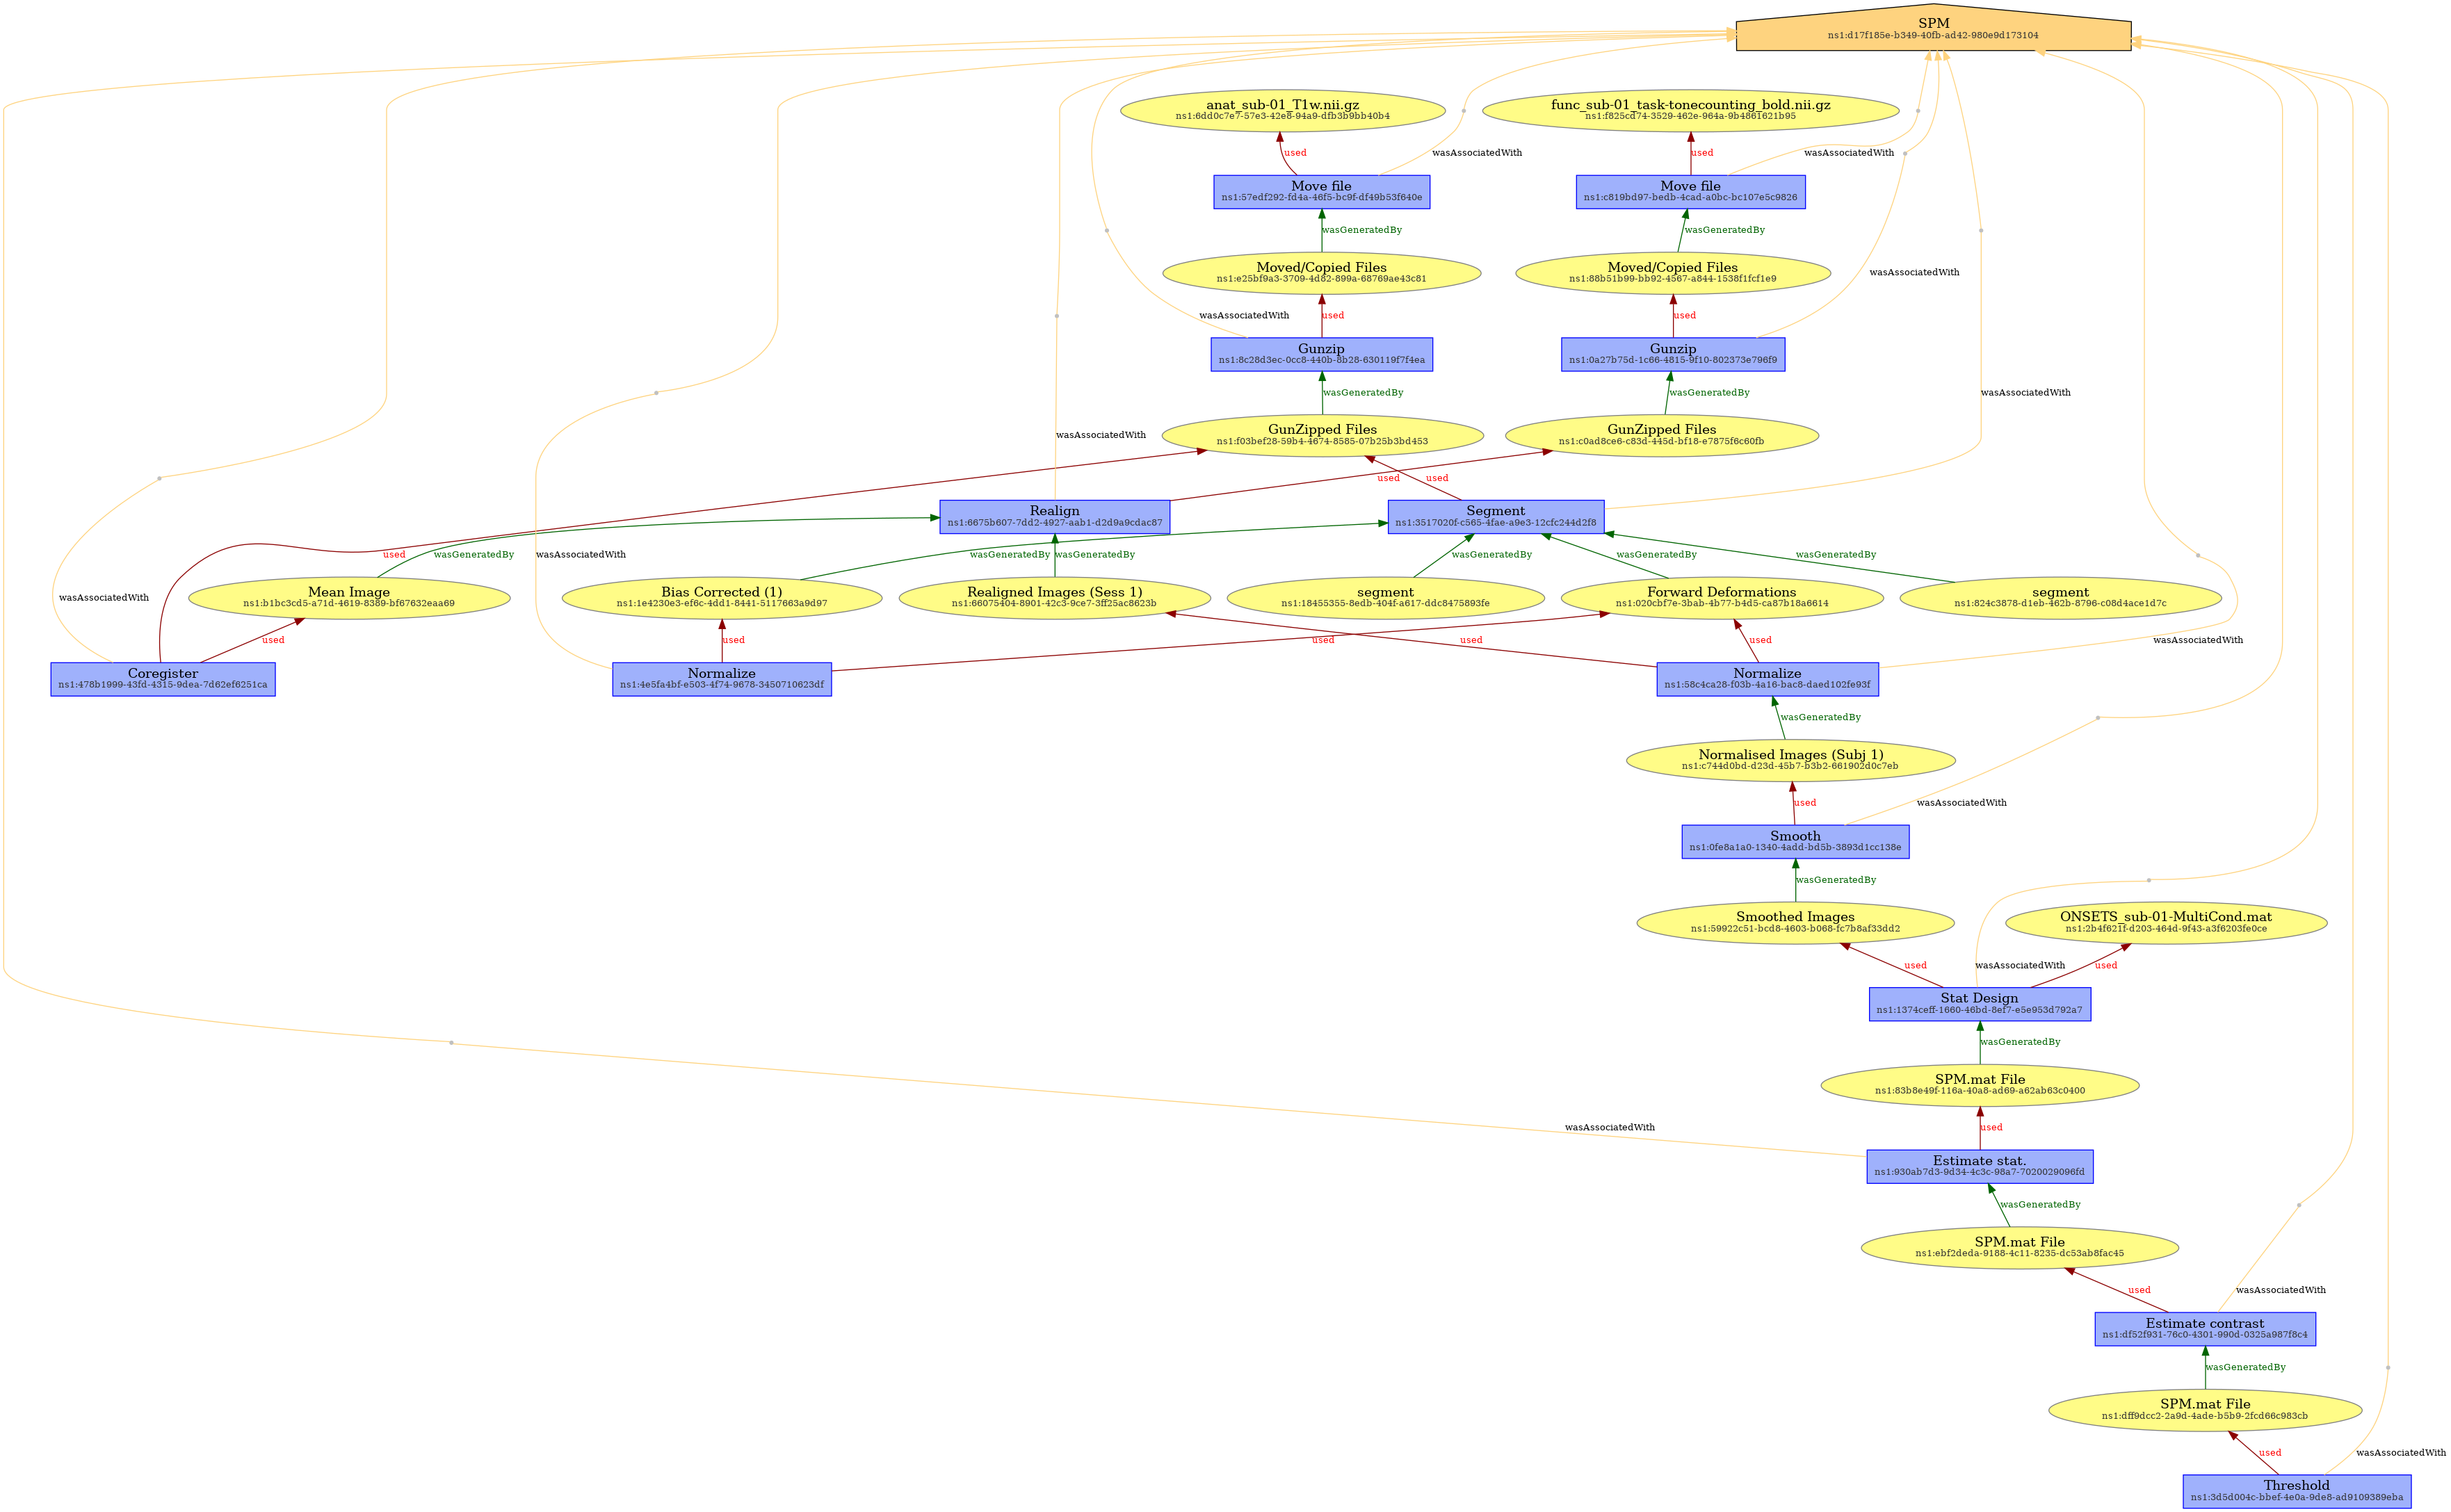 SPM
ns1:d17f185e-b349-40fb-ad42-980e9d173104
anat_sub-01_T1w.nii.gz
ns1:6dd0c7e7-57e3-42e8-94a9-dfb3b9bb40b4
func_sub-01_task-tonecounting_bold.nii.gz
ns1:f825cd74-3529-462e-964a-9b4861621b95
used
wasAssociatedWith
used
wasAssociatedWith
Move file
ns1:57edf292-fd4a-46f5-bc9f-df49b53f640e
Move file
ns1:c819bd97-bedb-4cad-a0bc-bc107e5c9826
wasGeneratedBy
wasGeneratedBy
Moved/Copied Files
ns1:e25bf9a3-3709-4d82-899a-68769ae43c81
Moved/Copied Files
ns1:88b51b99-bb92-4567-a844-1538f1fcf1e9
wasAssociatedWith
wasAssociatedWith
used
used
Gunzip
ns1:8c28d3ec-0cc8-440b-8b28-630119f7f4ea
Gunzip
ns1:0a27b75d-1c66-4815-9f10-802373e796f9
wasGeneratedBy
wasGeneratedBy
wasAssociatedWith
GunZipped Files
ns1:f03bef28-59b4-4674-8585-07b25b3bd453
GunZipped Files
ns1:c0ad8ce6-c83d-445d-bf18-e7875f6c60fb
wasAssociatedWith
used
used
Realign
ns1:6675b607-7dd2-4927-aab1-d2d9a9cdac87
Segment
ns1:3517020f-c565-4fae-a9e3-12cfc244d2f8
used
wasGeneratedBy
wasAssociatedWith
wasGeneratedBy
wasGeneratedBy
wasGeneratedBy
wasGeneratedBy
wasGeneratedBy
Mean Image
ns1:b1bc3cd5-a71d-4619-8389-bf67632eaa69
Bias Corrected (1)
ns1:1e4230e3-ef6c-4dd1-8441-5117663a9d97
Realigned Images (Sess 1)
ns1:66075404-8901-42c3-9ce7-3ff25ac8623b
segment
ns1:18455355-8edb-404f-a617-ddc8475893fe
Forward Deformations
ns1:020cbf7e-3bab-4b77-b4d5-ca87b18a6614
segment
ns1:824c3878-d1eb-462b-8796-c08d4ace1d7c
wasAssociatedWith
used
used
used
used
used
wasAssociatedWith
Coregister
ns1:478b1999-43fd-4315-9dea-7d62ef6251ca
Normalize
ns1:4e5fa4bf-e503-4f74-9678-3450710623df
Normalize
ns1:58c4ca28-f03b-4a16-bac8-daed102fe93f
wasGeneratedBy
Normalised Images (Subj 1)
ns1:c744d0bd-d23d-45b7-b3b2-661902d0c7eb
used
wasAssociatedWith
Smooth
ns1:0fe8a1a0-1340-4add-bd5b-3893d1cc138e
wasGeneratedBy
Smoothed Images
ns1:59922c51-bcd8-4603-b068-fc7b8af33dd2
ONSETS_sub-01-MultiCond.mat
ns1:2b4f621f-d203-464d-9f43-a3f6203fe0ce
used
wasAssociatedWith
used
Stat Design
ns1:1374ceff-1660-46bd-8ef7-e5e953d792a7
wasGeneratedBy
SPM.mat File
ns1:83b8e49f-116a-40a8-ad69-a62ab63c0400
wasAssociatedWith
used
Estimate stat.
ns1:930ab7d3-9d34-4c3c-98a7-7020029096fd
wasGeneratedBy
SPM.mat File
ns1:ebf2deda-9188-4c11-8235-dc53ab8fac45
used
wasAssociatedWith
Estimate contrast
ns1:df52f931-76c0-4301-990d-0325a987f8c4
wasGeneratedBy
SPM.mat File
ns1:dff9dcc2-2a9d-4ade-b5b9-2fcd66c983cb
used
wasAssociatedWith
Threshold
ns1:3d5d004c-bbef-4e0a-9de8-ad9109389eba